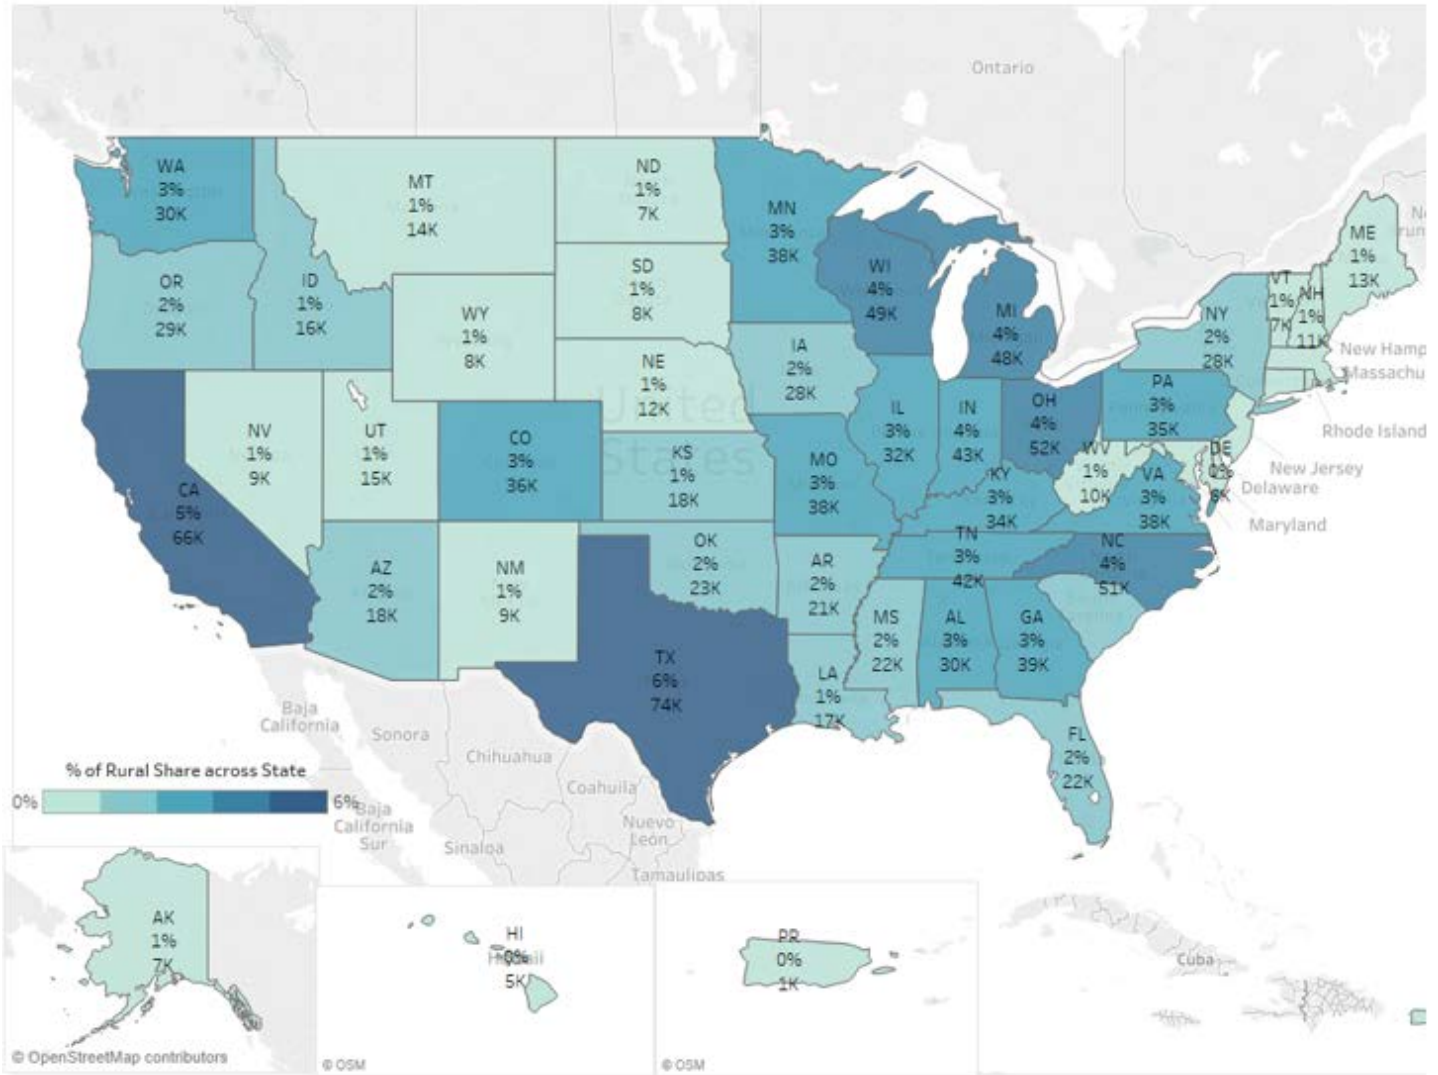 Ontario
WA
3%
30K
MT
1%
14K
ND
1%
7K
MN
3%
38K
ME
1%
13K
OR
2%
29K
ID
1%
16K
WY
1%
8K
SD
1%
8K
WI
4%
49K
MI
4%
48K
NY
2%
28K
VT
1%
7K
NH
1%
11K
New Hamp
Massachu
Rhode Island
NE
1%
12K
IA
2%
28K
PA
3%
35K
NV
1%
9K
UT
1%
15K
CO
3%
36K
KS
1%
18K
MO
3%
38K
IL
3%
32K
IN
4%
43K
OH
4%
52K
WV
1%
10K
VA
3%
38K
DE
0%
New Jersey
Delaware
Maryland
United
States
CA
5%
66K
AZ
2%
18K
NM
1%
9K
OK
2%
23K
AR
2%
21K
KY
3%
34K
TN
3%
42K
NC
4%
51K
TX
6%
74K
LA
1%
17K
MS
2%
22K
AL
3%
30K
GA
3%
39K
FL
2%
22K
Baja
California
Sonora
Chihuahua
Coahuila
Nuevo
León
Tamaulipas
Sinaloa
Baja
California
Sur
% of Rural Share across State
0%
6%
AK
1%
7K
© OpenStreetMap contributors
HI
0%
5K
© OSM
PR
0%
1K
© OSM
Cuba